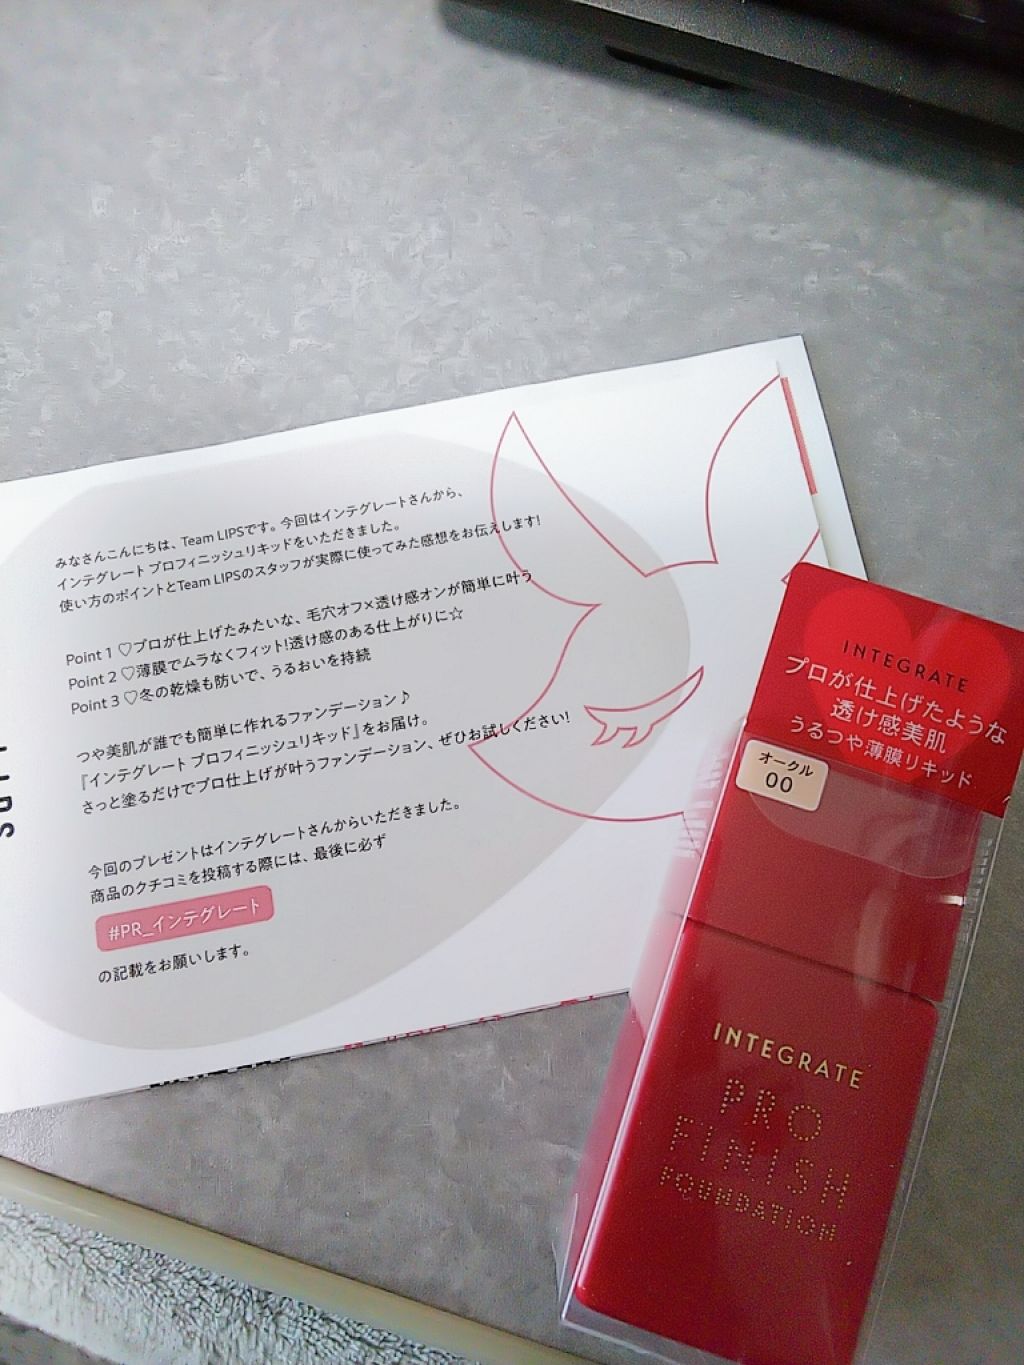 みなさんこんにちは、Team LIPSです。今回はインテグレートさんから、
インテグレート プロフィニッシュリキッドをいただきました。
使い方のポイントとTeam LIPSのスタッフが実際に使ってみた感想をお伝えします!
Point 1 ♡プロが仕上げたみたいな、毛穴オフ×透け感オンが簡単に叶う
Point 2 ♡薄膜でムラなくフィット!透け感のある仕上がりに☆
Point 3 ♡冬の乾燥も防いで、うるおいを持続
つや美肌が誰でも簡単に作れるファンデーション♪
『インテグレート プロフィニッシュリキッド』をお届け。
さっと塗るだけでプロ仕上げが叶うファンデーション、ぜひお試しください!
今回のプレゼントはインテグレートさんからいただきました。
商品のクチコミを投稿する際には、最後に必ず
#PR_インテグレート
の記載をお願いします。
INTEGRATE
プロが仕上げたような
透け感美肌
うるつや薄膜リキッド
オークル
00
INTEGRATE
PRO
FINISH
FOUNDATION